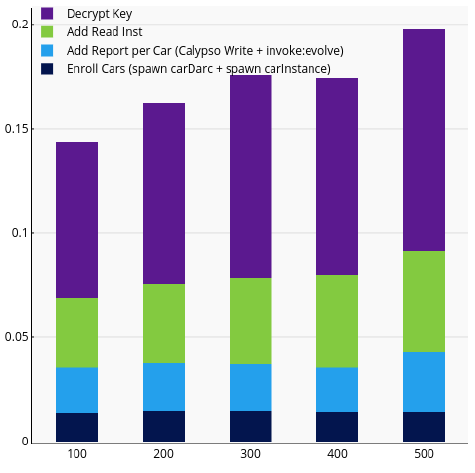 Decrypt Key
Add Read Inst
Add Report per Car (Calypso Write + invoke:evolve)
Enroll Cars (spawn carDarc + spawn carInstance)
0.2
0.15
0.1
0.05
0
100 200 300 400 500